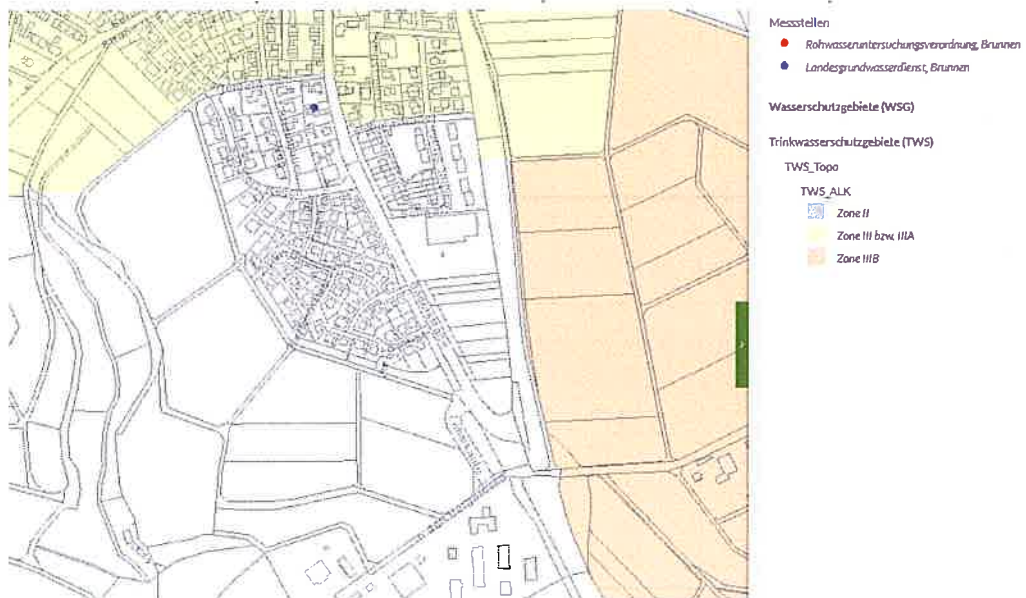 Messstellen
Rohwasseruntersuchungsverordnung, Brunnen
Landesgrundwasserdienst, Brunnen
Wasserschutzgebiete (WSG)
Trinkwasserschutzgebiete (TWS)
TWS_Topo
TWS_ALK
Zone II
Zone III bzw. IIIA
Zone IIIB